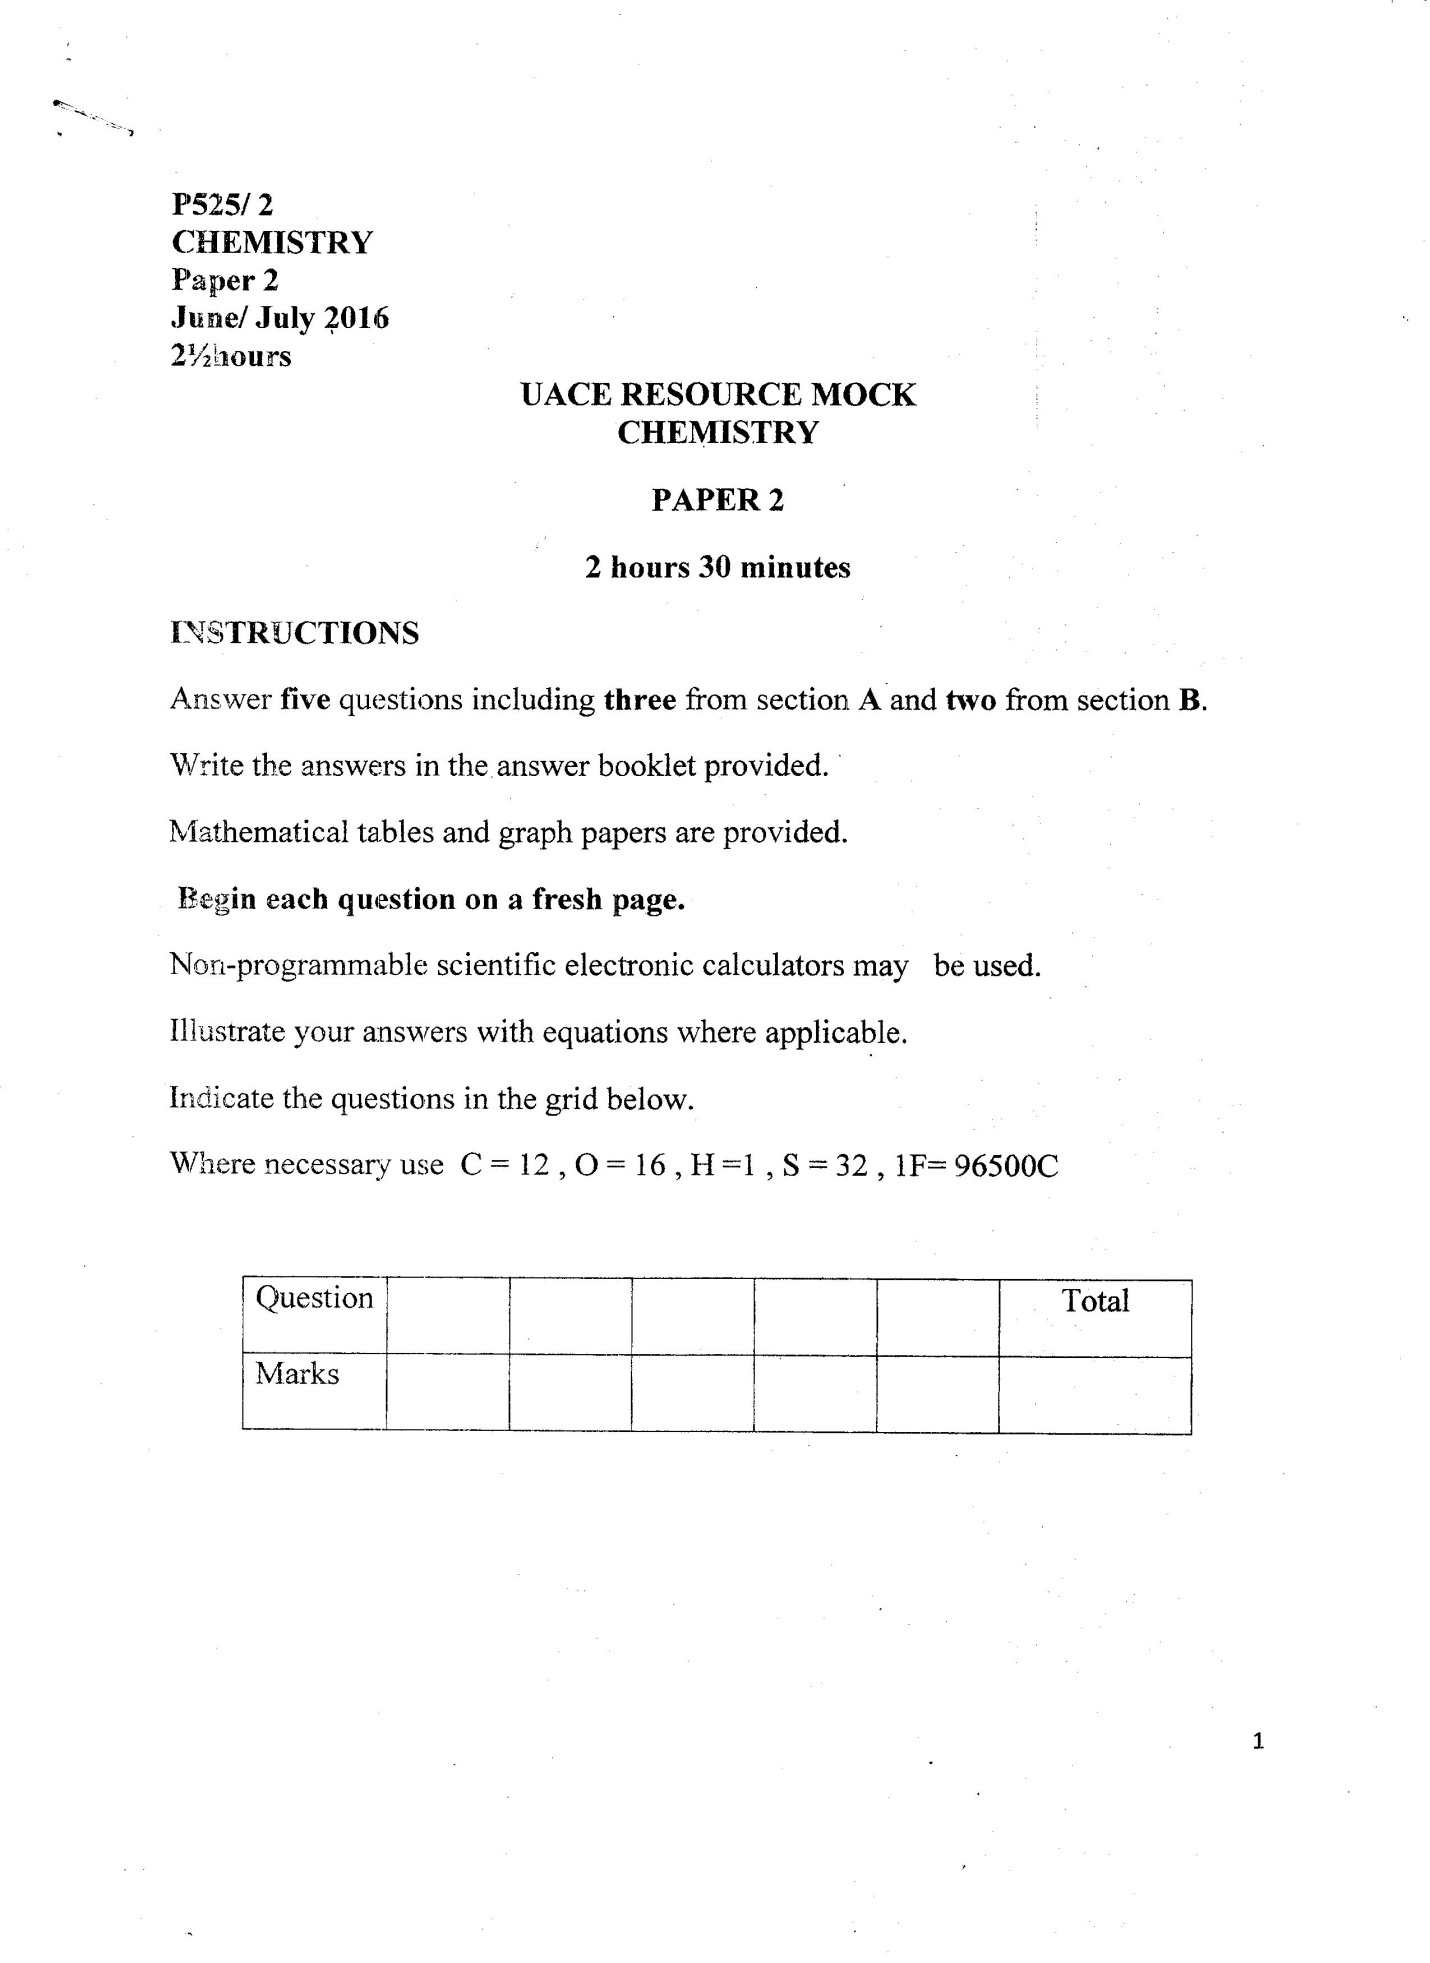 P525/ 2
CHEMISTRY
Paper 2
June/ July 2016
2½hours
UACE RESOURCE MOCK
CHEMISTRY
PAPER 2
2 hours 30 minutes
INSTRUCTIONS
Answer five questions including three from section A and two from section B.
Write the answers in the answer booklet provided.
Mathematical tables and graph papers are provided.
Begin each question on a fresh page.
Non-programmable scientific electronic calculators may be used.
Illustrate your answers with equations where applicable.
Indicate the questions in the grid below.
Where necessary use C = 12 , O = 16 , H =1 , S = 32 , 1F= 96500C
Question Total
Marks
1